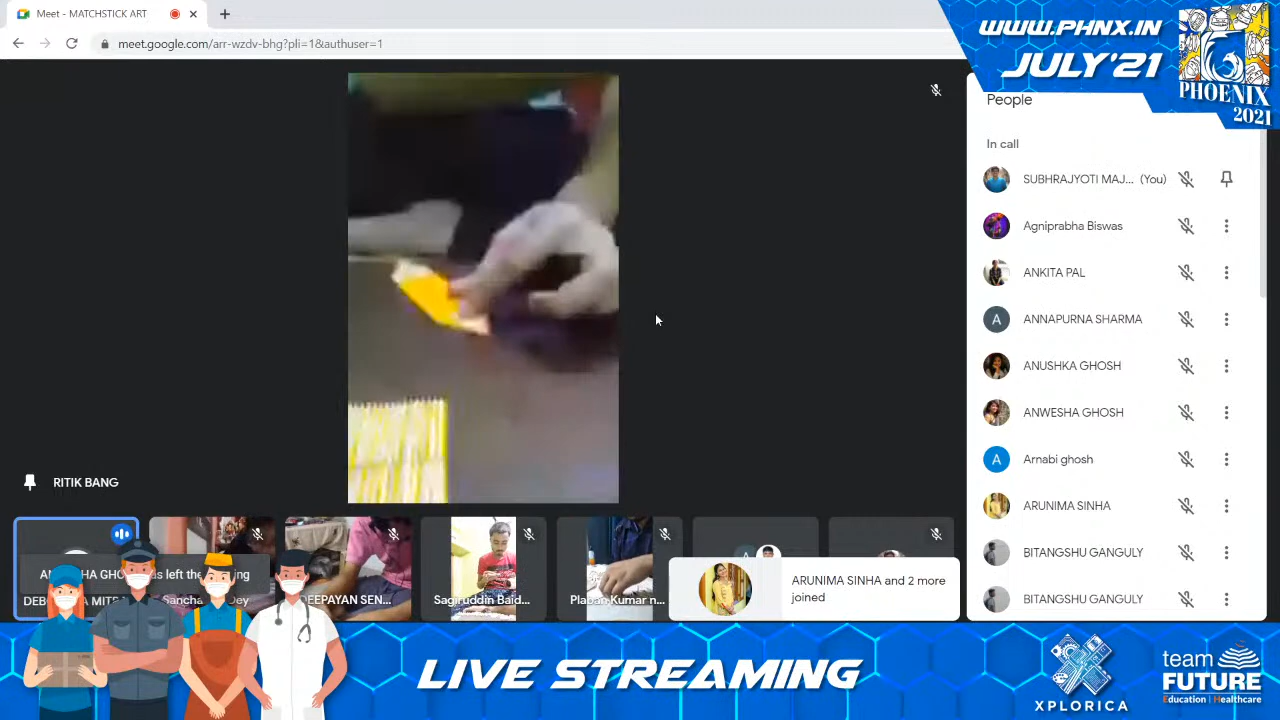 Meet - MATCHSTICK ART
meet.google.com/arr-wzdv-bhg?pli=1&authuser=1
WWW.PHNX.IN
JULY'21
PHOENIX
2021
People
In call
SUBHRAJYOTI MAJ... (You)
Agniprabha Biswas
ANKITA PAL
A ANNAPURNA SHARMA
ANUSHKA GHOSH
ANWESHA GHOSH
A Arnabi ghosh
ARUNIMA SINHA
BITANGSHU GANGULY
BITANGSHU GANGULY
RITIK BANG
left the
DEEPAYAN SEN...
Sagiruddin Baid...
Plaban Kumar n...
A
ARUNIMA SINHA and 2 more
joined
LIVE STREAMING
XPLORICA
team
FUTURE
Education | Healthcare